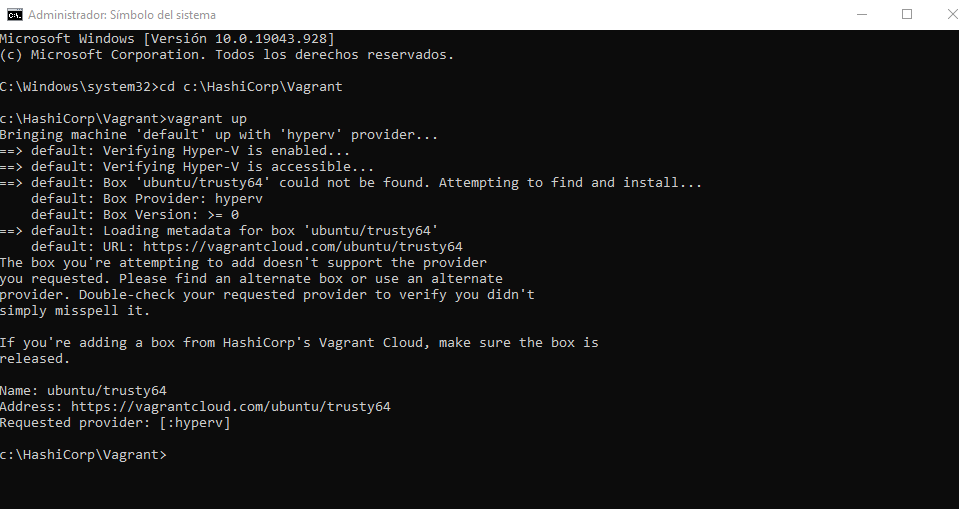 Administrador: Símbolo del sistema
Microsoft Windows [Versión 10.0.19043.928]
(c) Microsoft Corporation. Todos los derechos reservados.
C:\Windows\system32>cd c:\HashiCorp\Vagrant
c:\HashiCorp\Vagrant>vagrant up
Bringing machine 'default' up with 'hyperv' provider...
==> default: Verifying Hyper-V is enabled...
==> default: Verifying Hyper-V is accessible...
==> default: Box 'ubuntu/trusty64' could not be found. Attempting to find and install...
    default: Box Provider: hyperv
    default: Box Version: >= 0
==> default: Loading metadata for box 'ubuntu/trusty64'
    default: URL: https://vagrantcloud.com/ubuntu/trusty64
The box you're attempting to add doesn't support the provider
you requested. Please find an alternate box or use an alternate
provider. Double-check your requested provider to verify you didn't
simply misspell it.
If you're adding a box from HashiCorp's Vagrant Cloud, make sure the box is
released.
Name: ubuntu/trusty64
Address: https://vagrantcloud.com/ubuntu/trusty64
Requested provider: [:hyperv]
c:\HashiCorp\Vagrant>